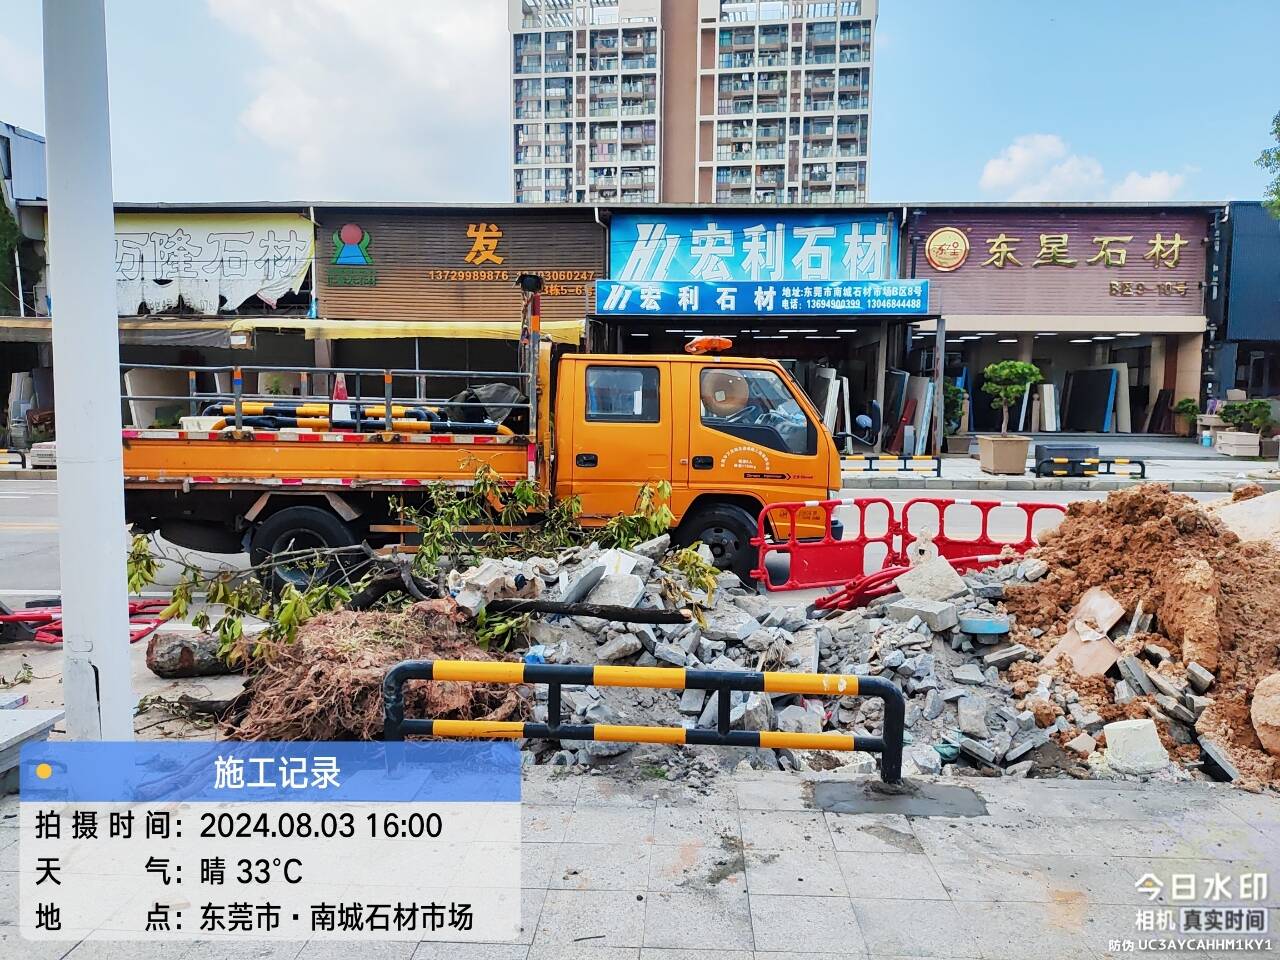 万隆石材
发
13729989876
宏利石材
宏利石材
地址:东莞市南城石材市场B区8号
电话: 13694900399 13046844488
东星石材
B区9-10号
施工记录
拍摄时间: 2024.08.03 16:00
天气: 晴 33°C
地点: 东莞市·南城石材市场
今日水印
相机 真实时间
防伪 UC3AYCAHHM1KY1